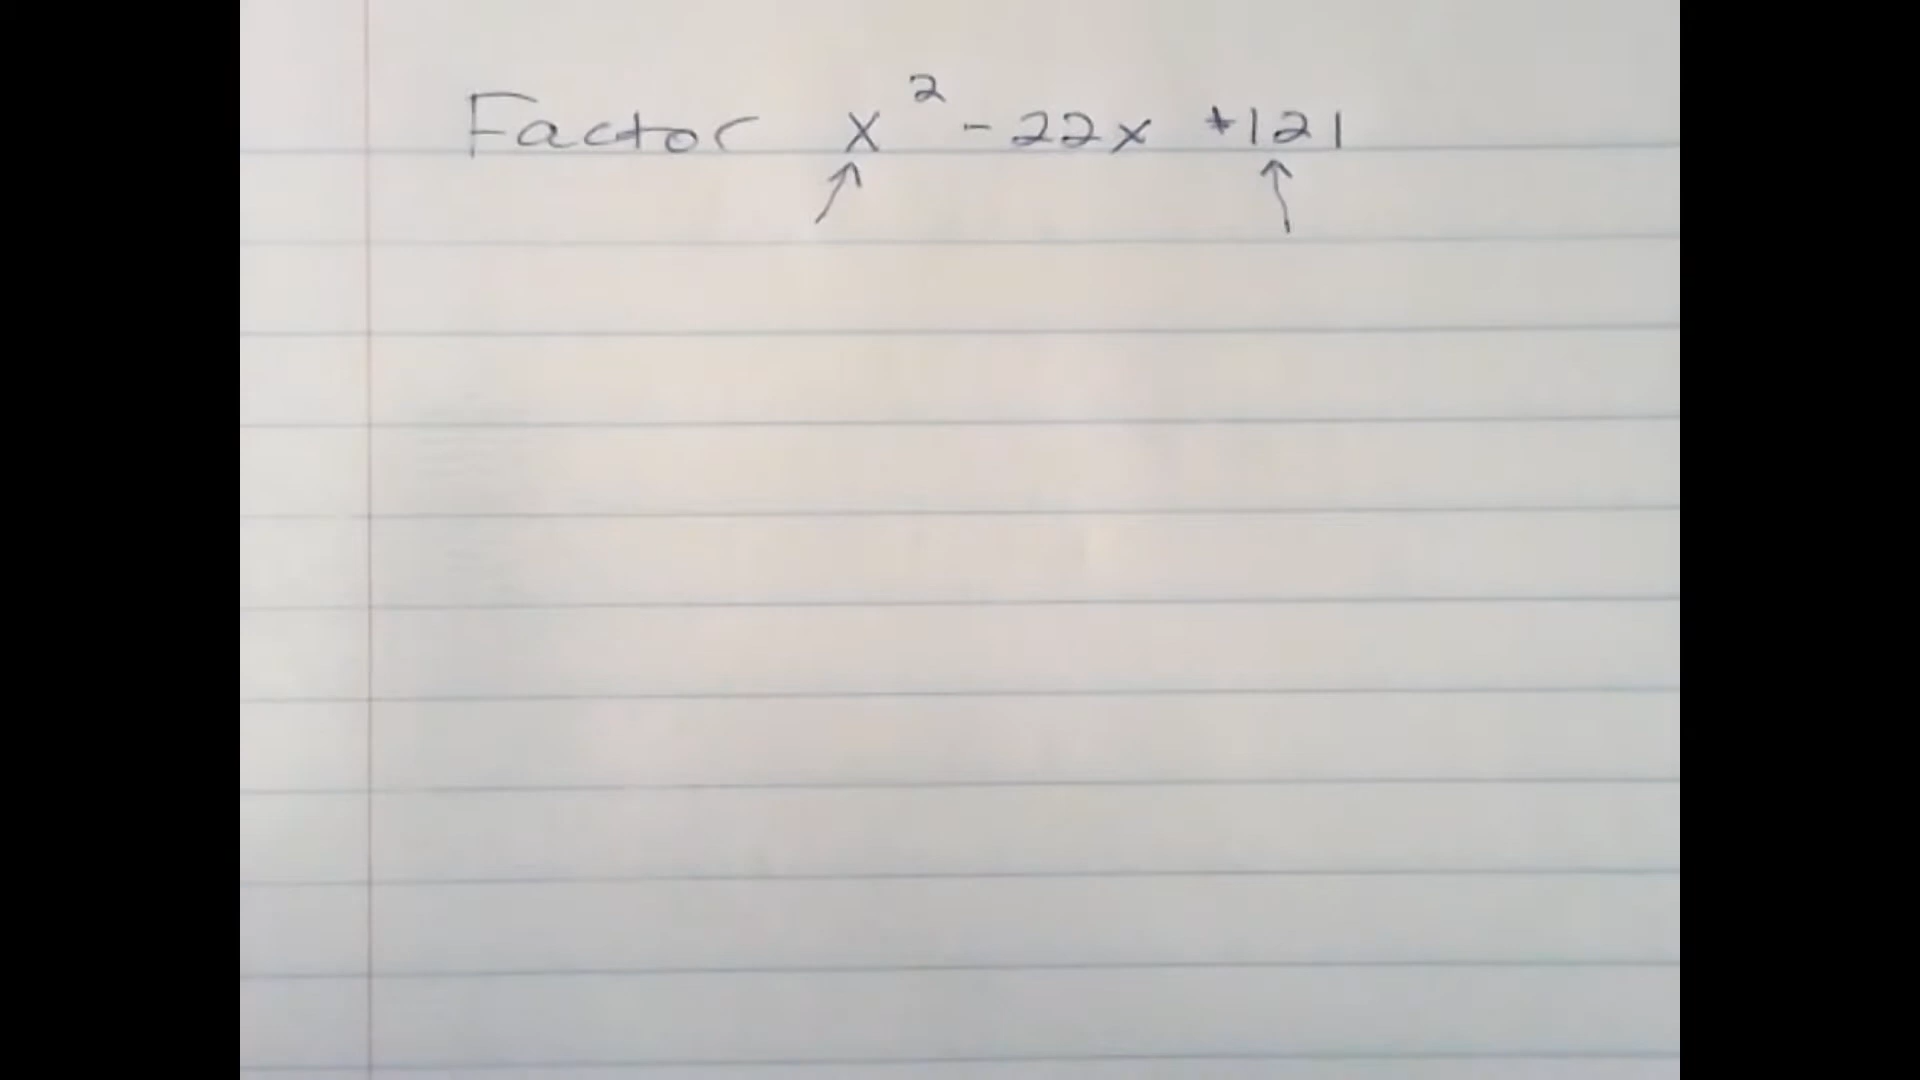 Factor x² - 22x + 121